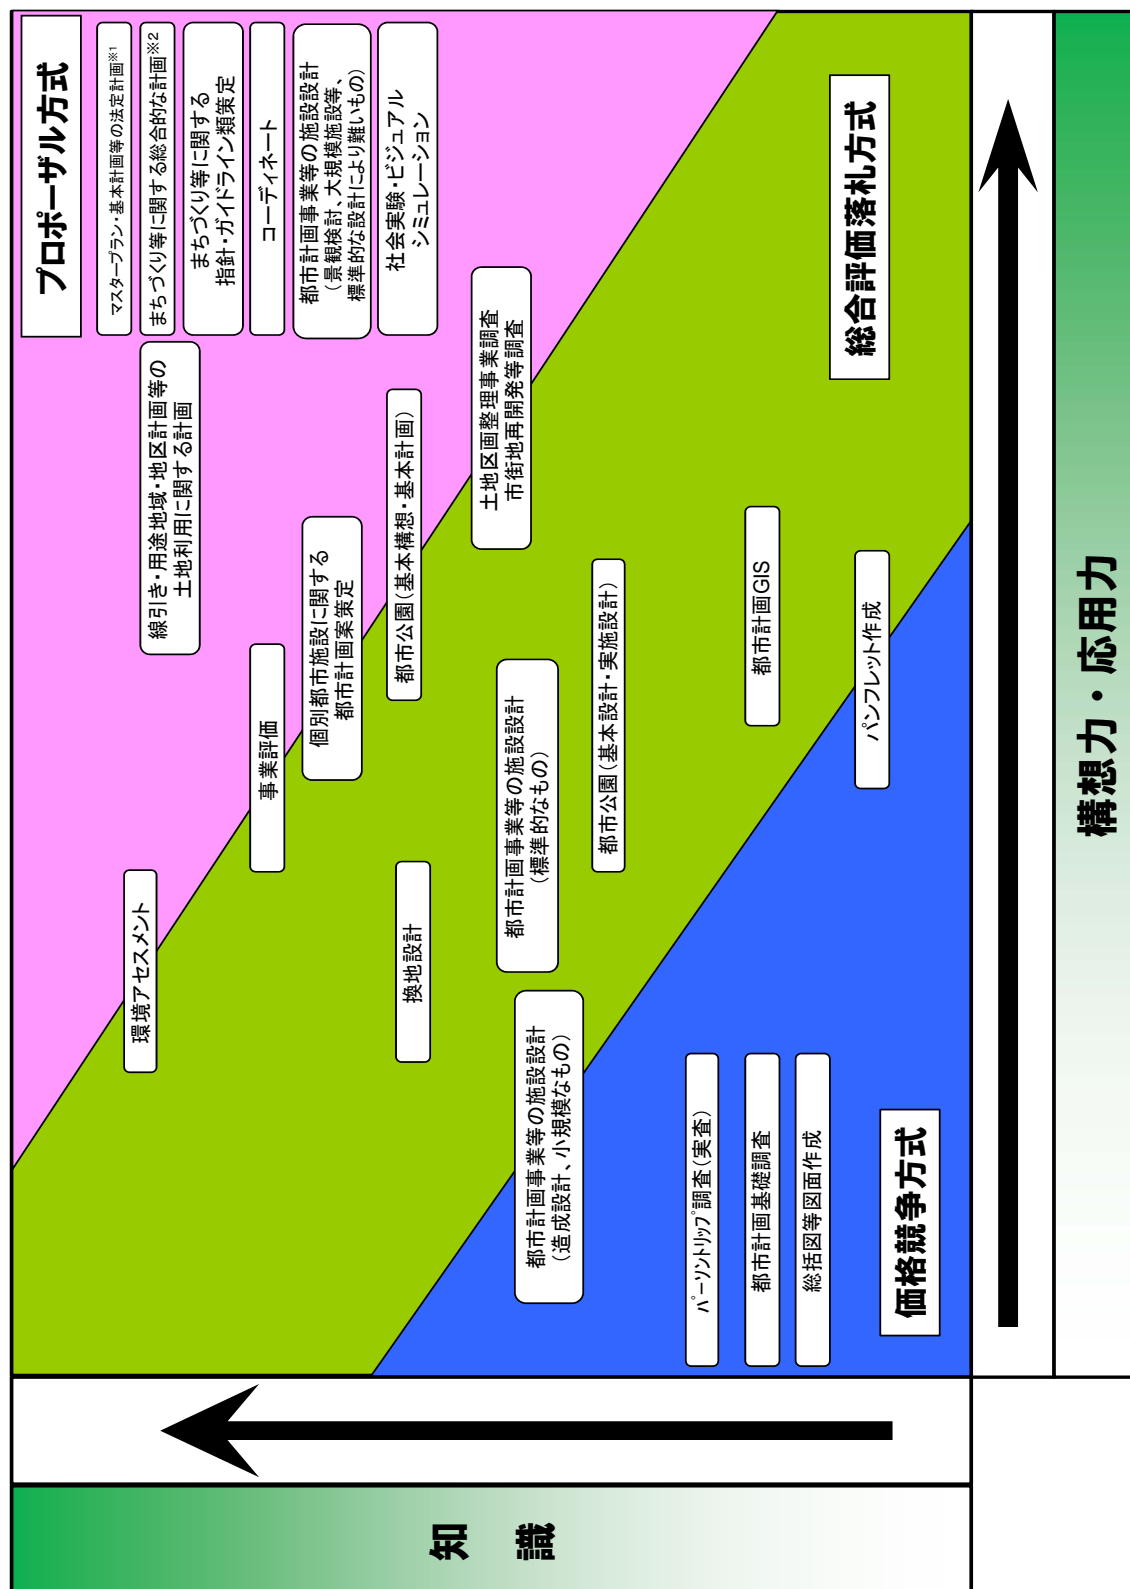 プロポーザル方式
マスタープラン・基本計画等の法定計画※1
まちづくり等に関する総合的な計画※2
まちづくり等に関する
指針・ガイドライン類策定
コーディネート
都市計画事業等の施設設計
（景観検討、大規模施設等、
標準的な設計により難いもの）
社会実験・ビジュアル
シミュレーション
線引き・用途地域・地区計画等の
土地利用に関する計画
土地区画整理事業調査
市街地再開発等調査
都市公園（基本構想・基本計画）
個別都市施設に関する
都市計画案策定
事業評価
環境アセスメント
総合評価落札方式
都市計画GIS
都市公園（基本設計・実施設計）
都市計画事業等の施設設計
（標準的なもの）
換地設計
パンフレット作成
都市計画事業等の施設設計
（造成設計、小規模なもの）
パーソントリップ調査（実査）
都市計画基礎調査
総括図等図面作成
価格競争方式
知　識
構想力・応用力